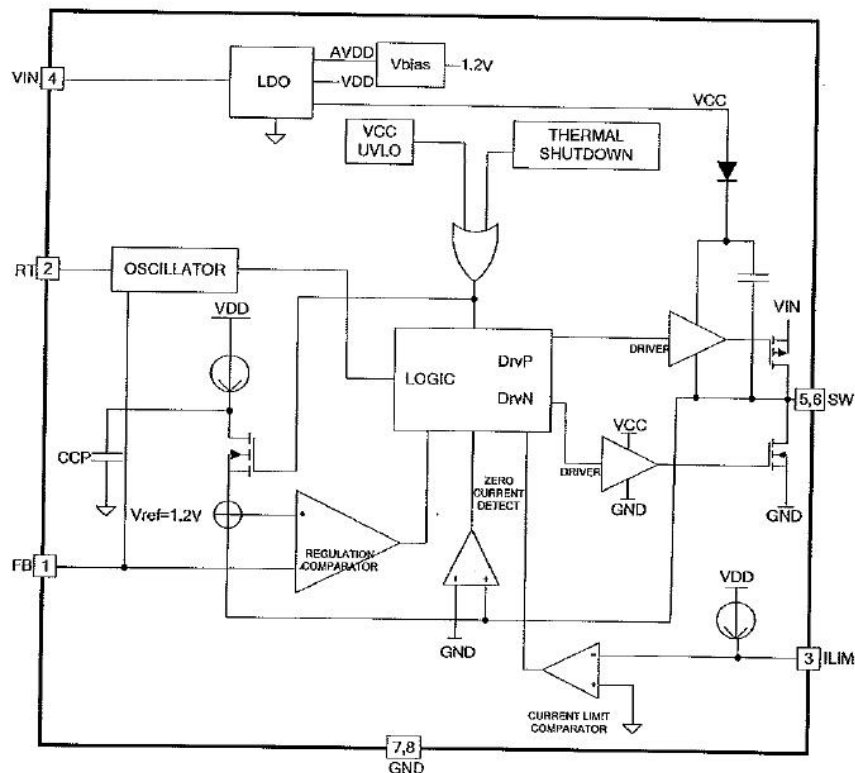 AVDD
Vbias
1.2V
VIN 4
LDO
VDD
VCC
VCC
UVLO
THERMAL
SHUTDOWN
RT 2
OSCILLATOR
VDD
VIN
DRIVER
LOGIC
DrvP
DrvN
5,6 SW
VCC
CCP
DRIVER
ZERO
CURRENT
DETECT
GND
GND
Vref=1.2V
REGULATION
COMPARATOR
FB 1
VDD
GND
3 ILIM
CURRENT LIMIT
COMPARATOR
7,8
GND